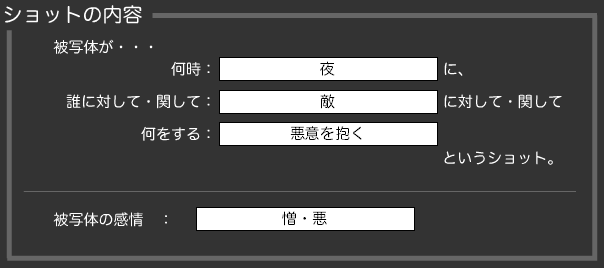 ショットの内容
被写体が・・・
何時： 夜 に、
誰に対して・関して： 敵 に対して・関して
何をする： 悪意を抱く
というショット。
被写体の感情　： 憎・悪